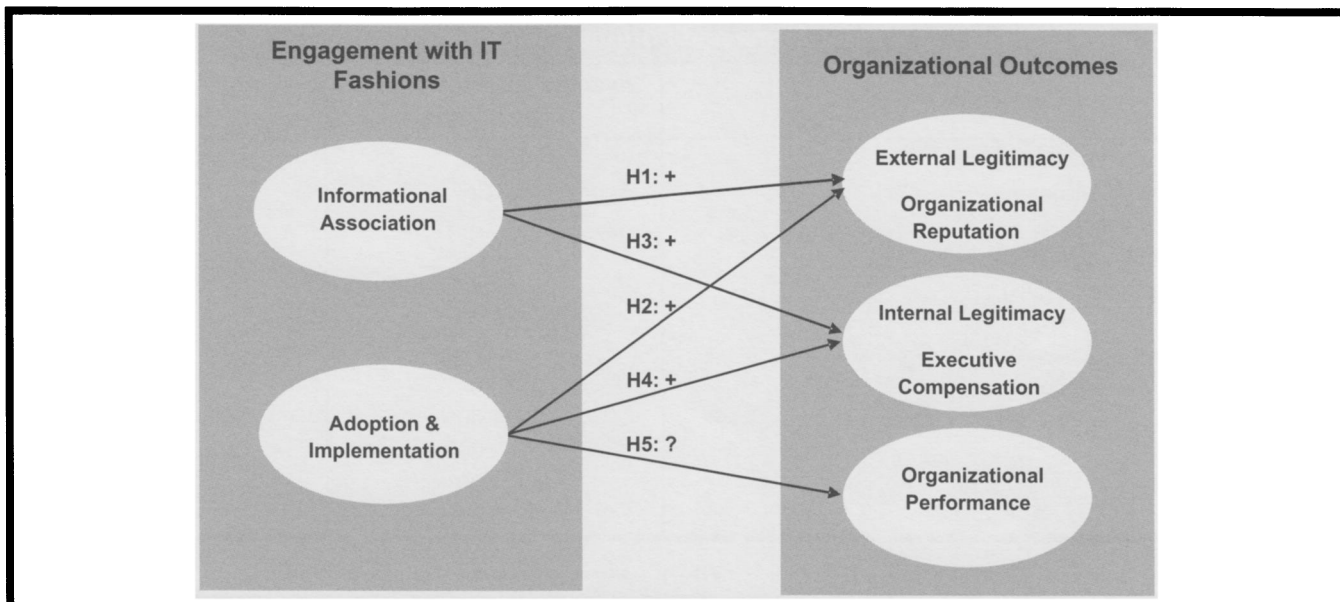 Engagement with IT
Fashions
Informational
Association
Adoption &
Implementation
H1: +
H3: +
H2: +
H4: +
H5: ?
Organizational Outcomes
External Legitimacy
Organizational
Reputation
Internal Legitimacy
Executive
Compensation
Organizational
Performance